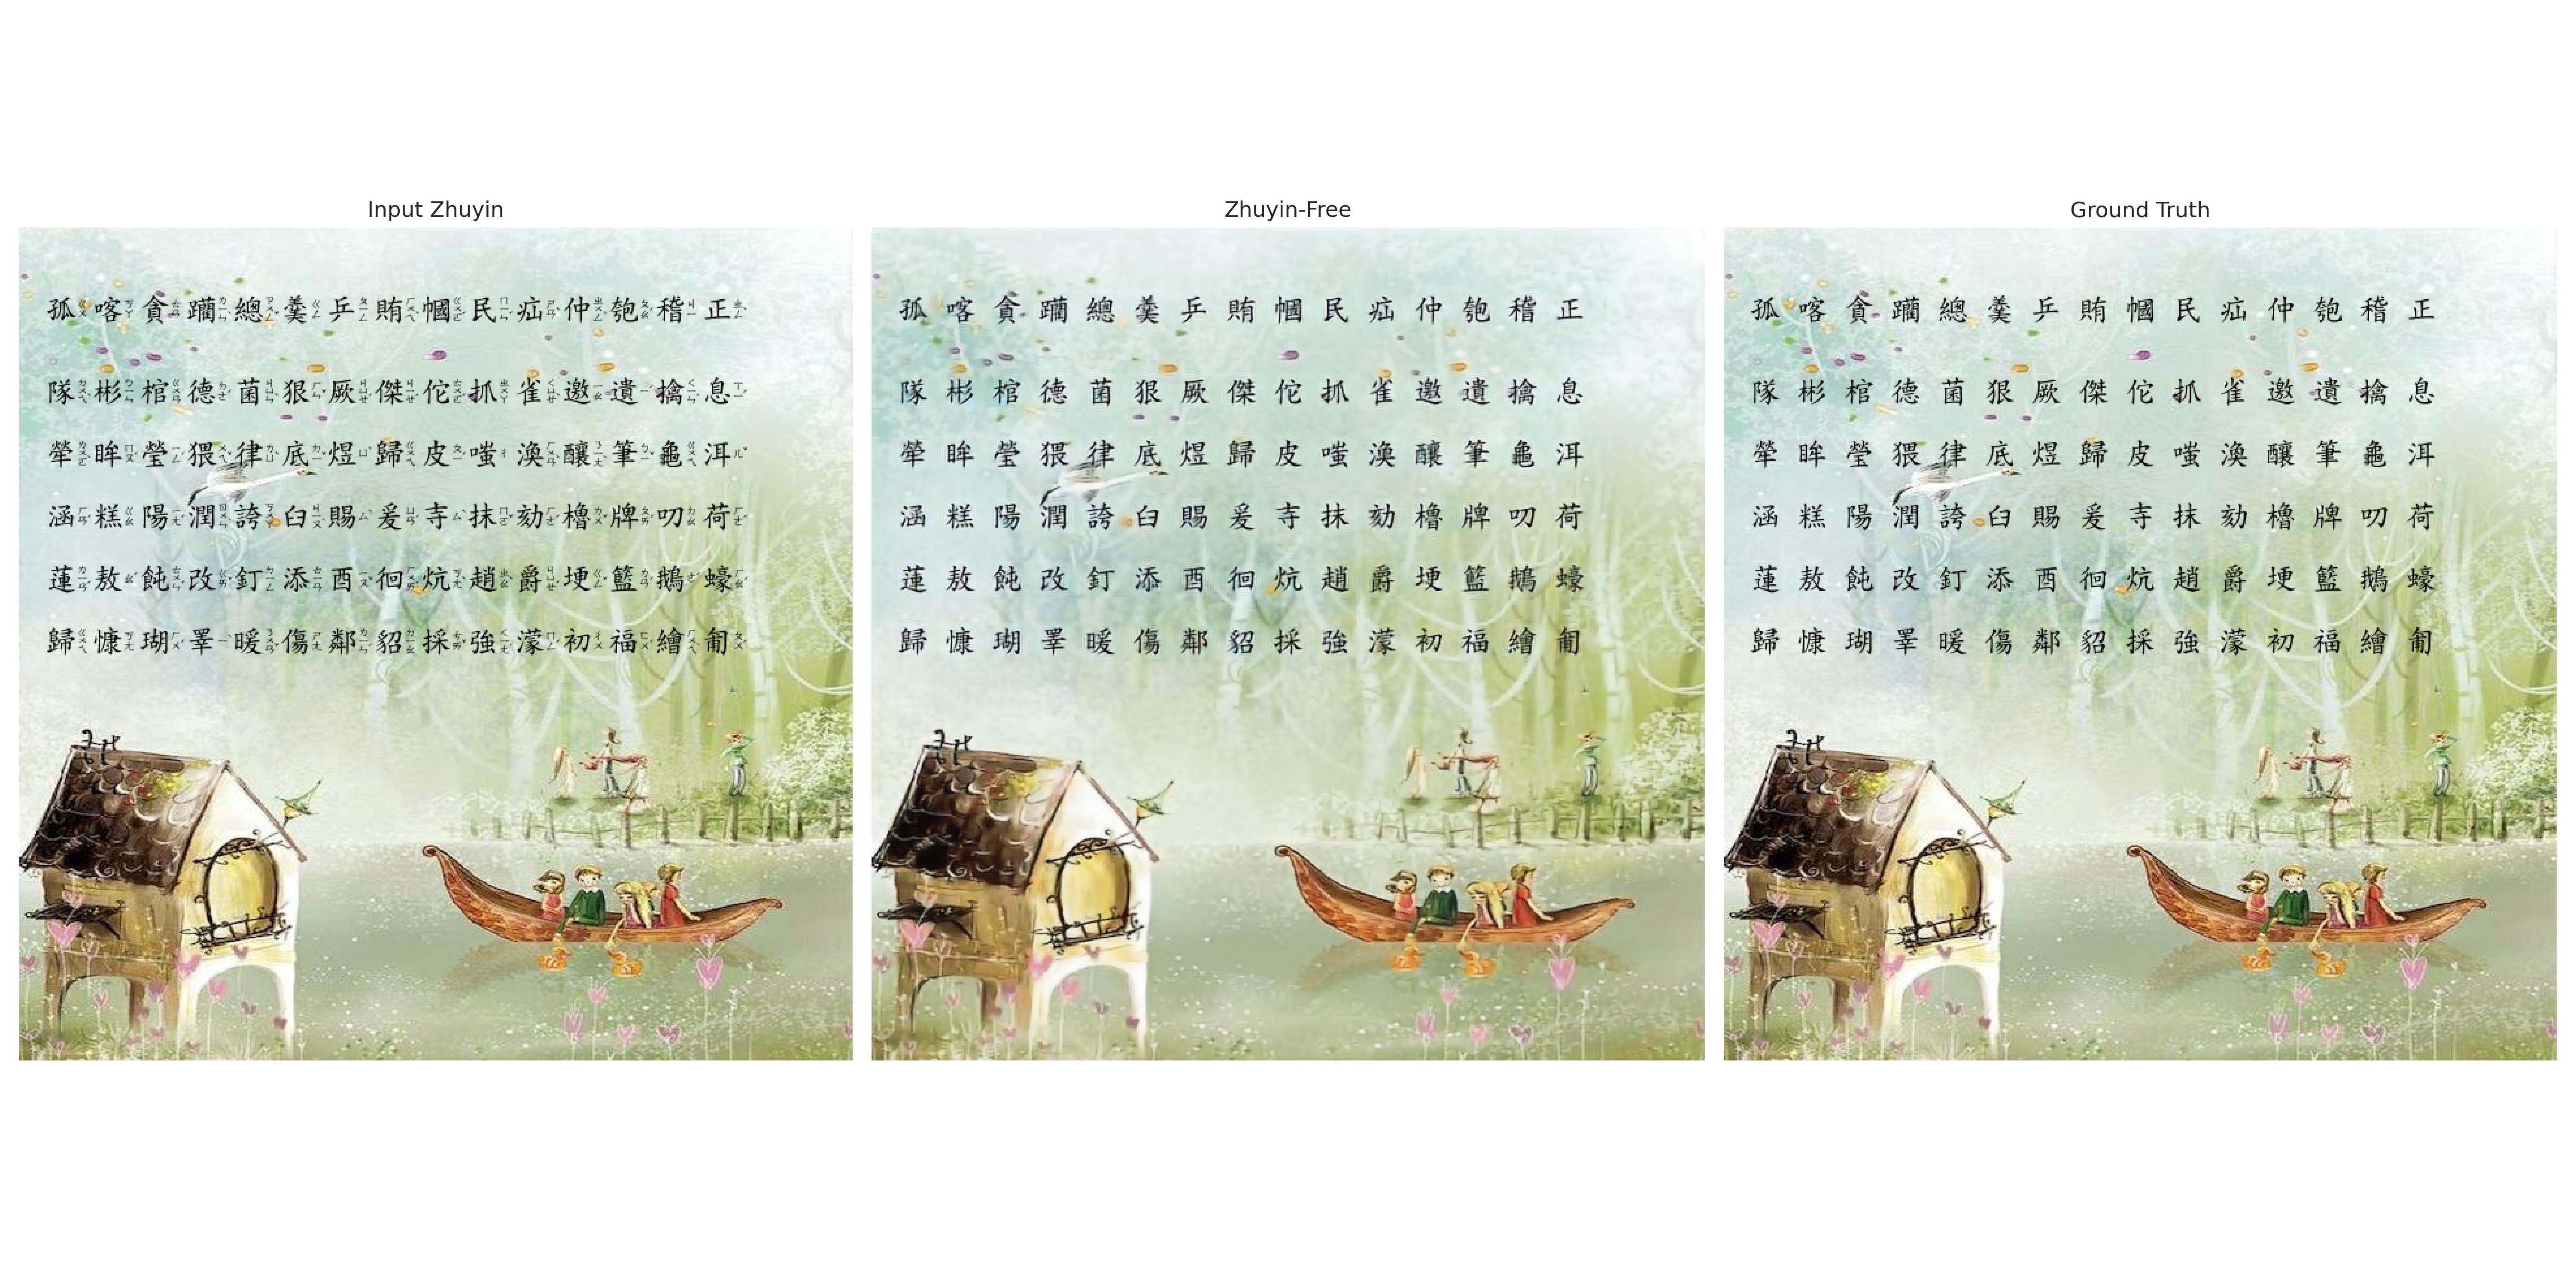 Input Zhuyin
孤喀貪躪總羹乒賄幗民疝仲匏稽正
隊彬棺德菌狠厥傑佗抓雀邀遺擒息
犖眸瑩猥律底煜歸皮嗤渙釀筆龜洱
涵糕陽潤誇臼賜爰寺抹劾櫓牌叨荷
蓮敖飩改釘添酉徊炕趙爵埂籃鵝蠔
歸慷瑚睪暖傷鄰貂採強濛初福繪匍
Zhuyin-Free
孤喀貪躪總羹乒賄幗民疝仲匏稽正
隊彬棺德菌狠厥傑佗抓雀邀遺擒息
犖眸瑩猥律底煜歸皮嗤渙釀筆龜洱
涵糕陽潤誇臼賜爰寺抹劾櫓牌叨荷
蓮敖飩改釘添酉徊炕趙爵埂籃鵝蠔
歸慷瑚睪暖傷鄰貂採強濛初福繪匍
Ground Truth
孤喀貪躪總羹乒賄幗民疝仲匏稽正
隊彬棺德菌狠厥傑佗抓雀邀遺擒息
犖眸瑩猥律底煜歸皮嗤渙釀筆龜洱
涵糕陽潤誇臼賜爰寺抹劾櫓牌叨荷
蓮敖飩改釘添酉徊炕趙爵埂籃鵝蠔
歸慷瑚睪暖傷鄰貂採強濛初福繪匍